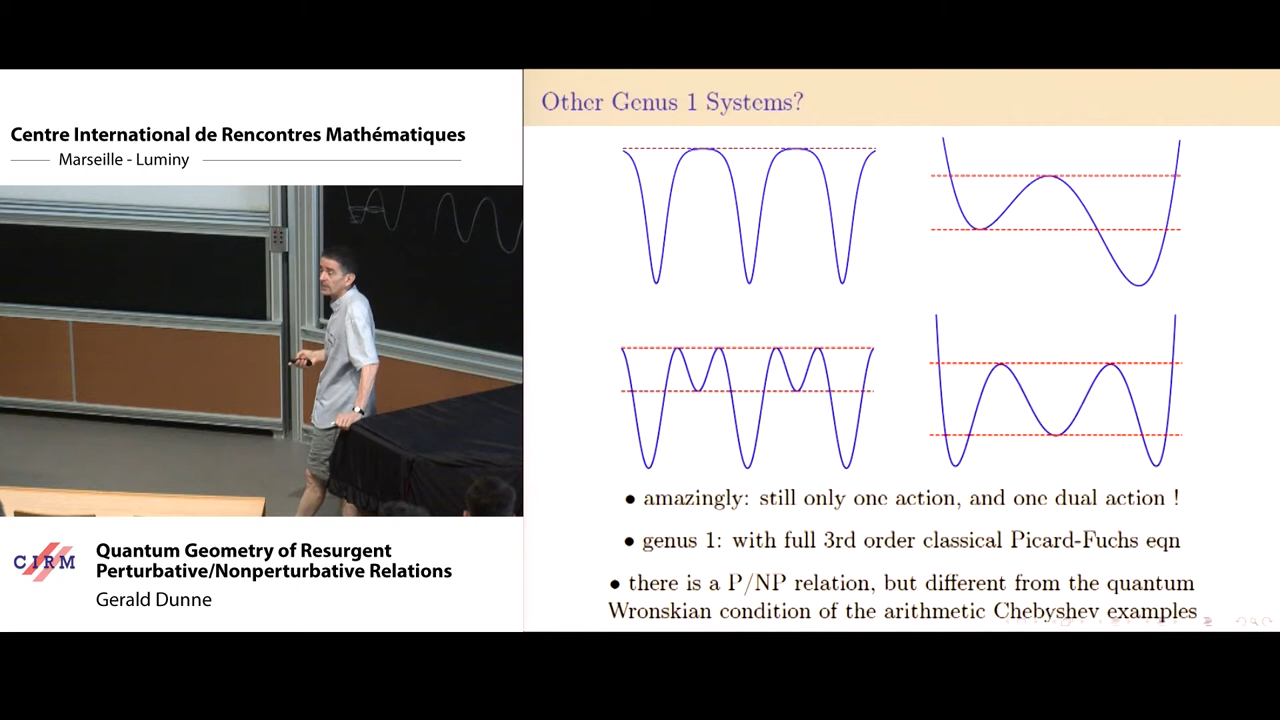 Centre International de Rencontres Mathématiques
Marseille - Luminy
CIRM
Quantum Geometry of Resurgent
Perturbative/Nonperturbative Relations
Gerald Dunne
Other Genus 1 Systems?
• amazingly: still only one action, and one dual action !
• genus 1: with full 3rd order classical Picard-Fuchs eqn
• there is a P/NP relation, but different from the quantum
Wronskian condition of the arithmetic Chebyshev examples